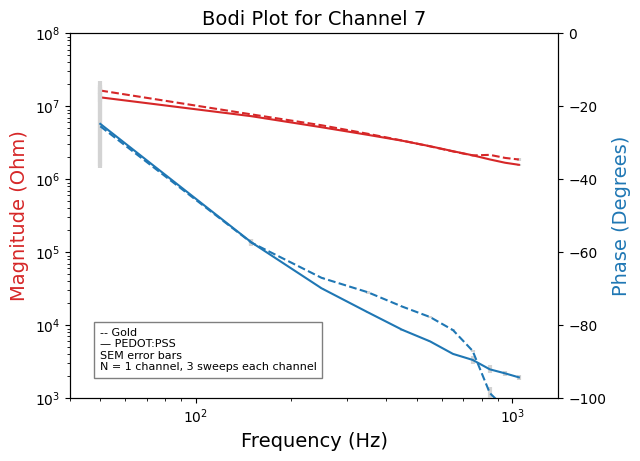 Bodi Plot for Channel 7
10^8
10^7
10^6
10^5
10^4
10^3
Magnitude (Ohm)
0
−20
−40
−60
−80
−100
Phase (Degrees)
-- Gold
— PEDOT:PSS
SEM error bars
N = 1 channel, 3 sweeps each channel
10^2
10^3
Frequency (Hz)